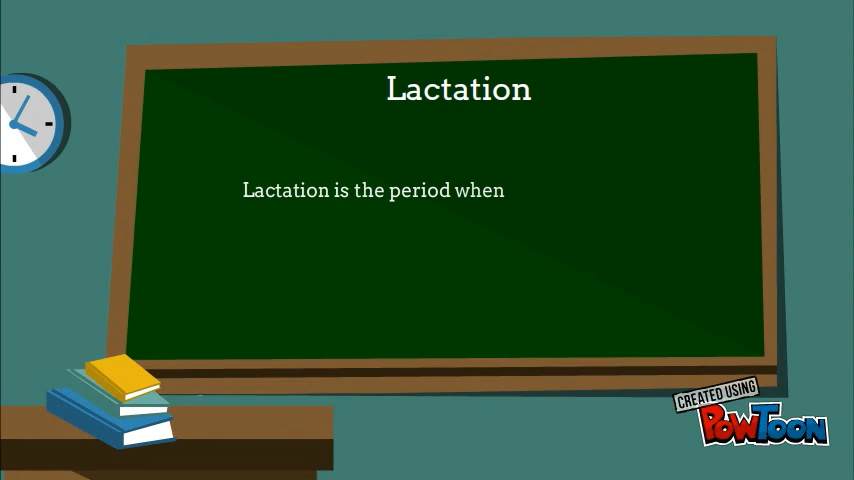 Lactation
Lactation is the period when
CREATED USING
POWTOON